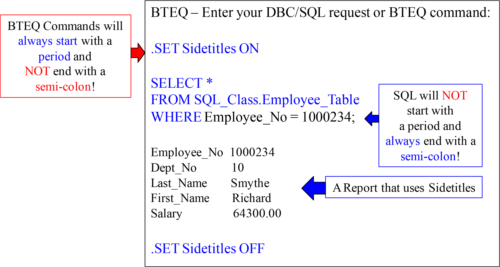 BTEQ Commands will
always start with a
period and
NOT end with a
semi-colon!
BTEQ – Enter your DBC/SQL request or BTEQ command:
.SET Sidetitles ON
SELECT *
FROM SQL_Class.Employee_Table
WHERE Employee_No = 1000234;
SQL will NOT
start with
a period and
always end with a
semi-colon!
Employee_No 1000234
Dept_No 10
Last_Name Smythe
First_Name Richard
Salary 64300.00
A Report that uses Sidetitles
.SET Sidetitles OFF